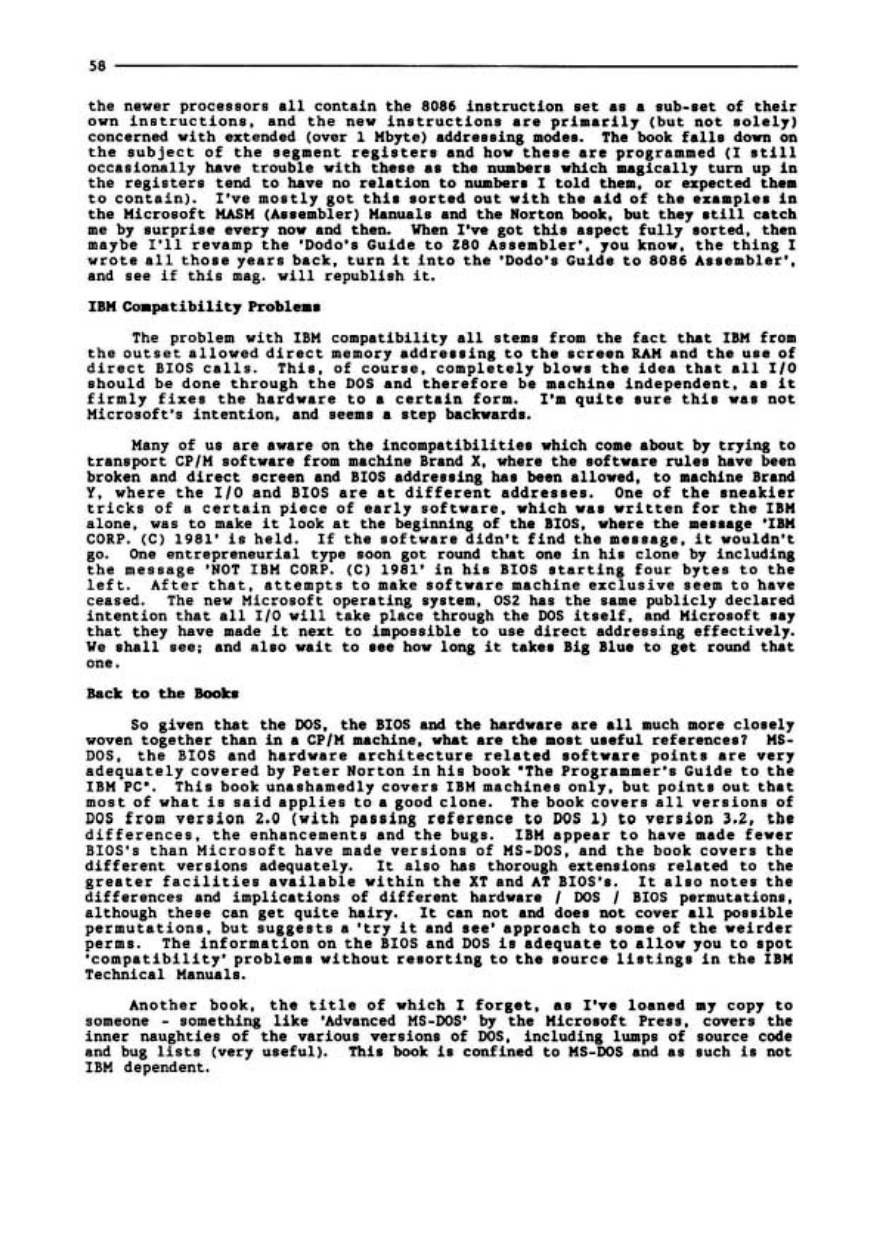 58
the newer processors all contain the 8086 instruction set as a sub-set of their
own instructions, and the new instructions are primarily (but not solely)
concerned with extended (over 1 Mbyte) addressing modes. The book falls down on
the subject of the segment registers and how these are programmed (I still
occasionally have trouble with these as the numbers which magically turn up in
the registers tend to have no relation to numbers I told them, or expected them
to contain). I've mostly got this sorted out with the aid of the examples in
the Microsoft MASM (Assembler) Manuals and the Norton book, but they still catch
me by surprise every now and then. When I've got this aspect fully sorted, then
maybe I'll revamp the 'Dodo's Guide to Z80 Assembler', you know, the thing I
wrote all those years back, turn it into the 'Dodo's Guide to 8086 Assembler',
and see if this mag. will republish it.
IBM Compatibility Problems
The problem with IBM compatibility all stems from the fact that IBM from
the outset allowed direct memory addressing to the screen RAM and the use of
direct BIOS calls. This, of course, completely blows the idea that all I/O
should be done through the DOS and therefore be machine independent, as it
firmly fixes the hardware to a certain form. I'm quite sure this was not
Microsoft's intention, and seems a step backwards.
Many of us are aware on the incompatibilities which come about by trying to
transport CP/M software from machine Brand X, where the software rules have been
broken and direct screen and BIOS addressing has been allowed, to machine Brand
Y, where the I/O and BIOS are at different addresses. One of the sneakier
tricks of a certain piece of early software, which was written for the IBM
alone, was to make it look at the beginning of the BIOS, where the message 'IBM
CORP. (C) 1981' is held. If the software didn't find the message, it wouldn't
go. One entrepreneurial type soon got round that one in his clone by including
the message 'NOT IBM CORP. (C) 1981' in his BIOS starting four bytes to the
left. After that, attempts to make software machine exclusive seem to have
ceased. The new Microsoft operating system, OS2 has the same publicly declared
intention that all I/O will take place through the DOS itself, and Microsoft say
that they have made it next to impossible to use direct addressing effectively.
We shall see; and also wait to see how long it takes Big Blue to get round that
one.
Back to the Books
So given that the DOS, the BIOS and the hardware are all much more closely
woven together than in a CP/M machine, what are the most useful references? MS-
DOS, the BIOS and hardware architecture related software points are very
adequately covered by Peter Norton in his book "The Programmer's Guide to the
IBM PC". This book unashamedly covers IBM machines only, but points out that
most of what is said applies to a good clone. The book covers all versions of
DOS from version 2.0 (with passing reference to DOS 1) to version 3.2, the
differences, the enhancements and the bugs. IBM appear to have made fewer
BIOS's than Microsoft have made versions of MS-DOS, and the book covers the
different versions adequately. It also has thorough extensions related to the
greater facilities available within the XT and AT BIOS's. It also notes the
differences and implications of different hardware / DOS / BIOS permutations,
although these can get quite hairy. It can not and does not cover all possible
permutations, but suggests a 'try it and see' approach to some of the weirder
perms. The information on the BIOS and DOS is adequate to allow you to spot
'compatibility' problems without resorting to the source listings in the IBM
Technical Manuals.
Another book, the title of which I forget, as I've loaned my copy to
someone - something like 'Advanced MS-DOS' by the Microsoft Press, covers the
inner naughties of the various versions of DOS, including lumps of source code
and bug lists (very useful). This book is confined to MS-DOS and as such is not
IBM dependent.